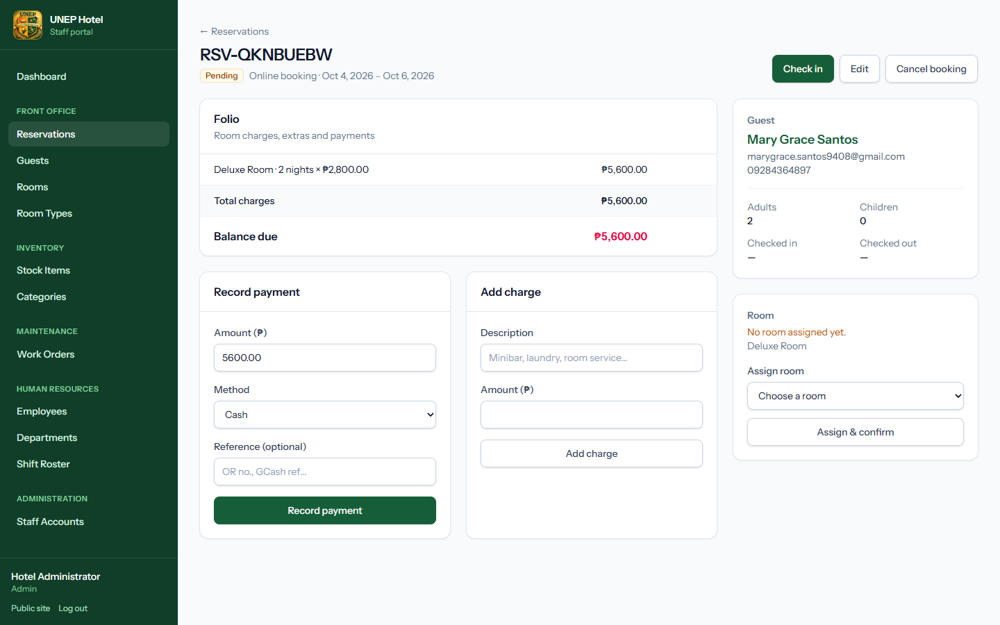 UNEP
UNEP Hotel
Staff portal
Dashboard
FRONT OFFICE
Reservations
Guests
Rooms
Room Types
INVENTORY
Stock Items
Categories
MAINTENANCE
Work Orders
HUMAN RESOURCES
Employees
Departments
Shift Roster
ADMINISTRATION
Staff Accounts
Hotel Administrator
Admin
Public site Log out
← Reservations
RSV-QKNBUEBW
Pending Online booking · Oct 4, 2026 – Oct 6, 2026
Check in Edit Cancel booking
Folio
Room charges, extras and payments
Deluxe Room · 2 nights × ₱2,800.00 ₱5,600.00
Total charges ₱5,600.00
Balance due ₱5,600.00
Record payment
Amount (₱)
5600.00
Method
Cash
Reference (optional)
OR no., GCash ref...
Record payment
Add charge
Description
Minibar, laundry, room service...
Amount (₱)
Add charge
Guest
Mary Grace Santos
marygrace.santos9408@gmail.com
09284364897
Adults Children
2 0
Checked in Checked out
— —
Room
No room assigned yet.
Deluxe Room
Assign room
Choose a room
Assign & confirm